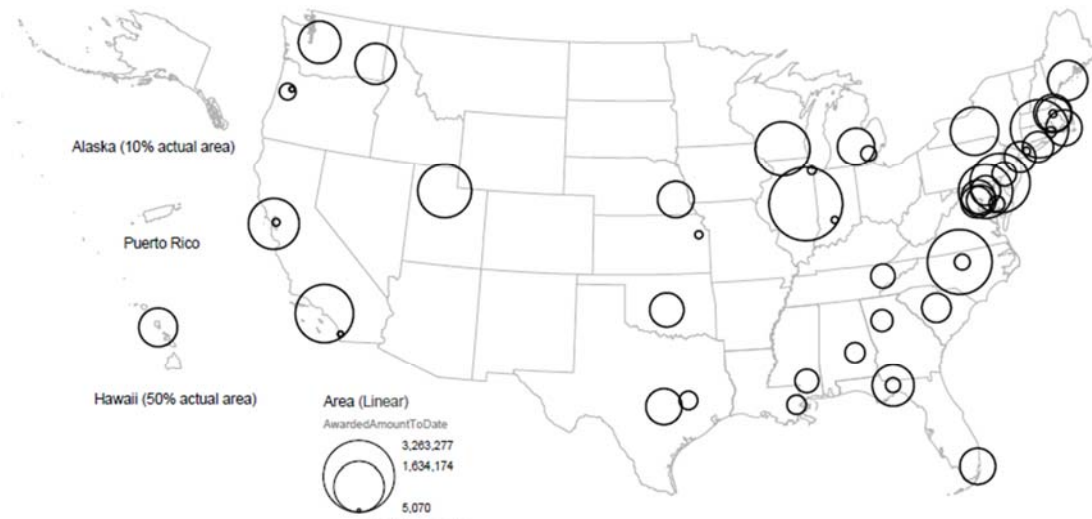 Alaska (10% actual area)
Puerto Rico
Hawaii (50% actual area)
Area (Linear)
AwardedAmountToDate
3,263,277
1,634,174
5,070